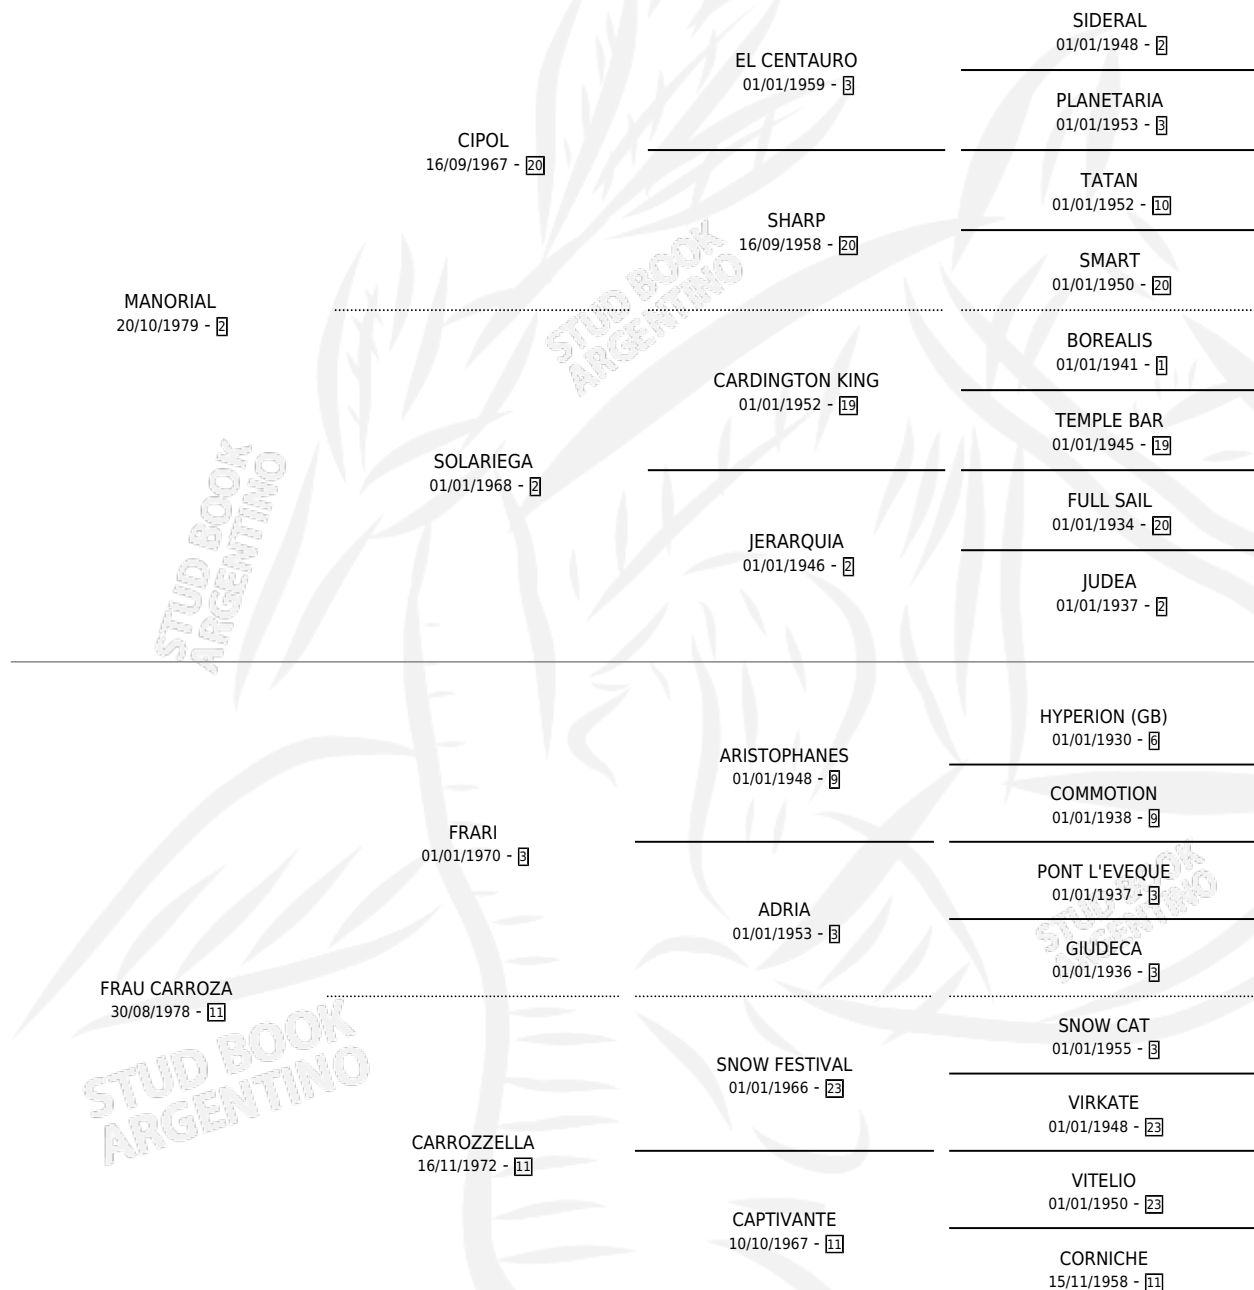 MANORIAL
20/10/1979 - 2
CIPOL
16/09/1967 - 20
EL CENTAURO
01/01/1959 - 3
SIDERAL
01/01/1948 - 2
PLANETARIA
01/01/1953 - 3
SHARP
16/09/1958 - 20
TATAN
01/01/1952 - 10
SMART
01/01/1950 - 20
SOLARIEGA
01/01/1968 - 2
CARDINGTON KING
01/01/1952 - 19
BOREALIS
01/01/1941 - 1
TEMPLE BAR
01/01/1945 - 19
JERARQUIA
01/01/1946 - 2
FULL SAIL
01/01/1934 - 20
JUDEA
01/01/1937 - 2
FRAU CARROZA
30/08/1978 - 11
FRARI
01/01/1970 - 3
ARISTOPHANES
01/01/1948 - 9
HYPERION (GB)
01/01/1930 - 6
COMMOTION
01/01/1938 - 9
ADRIA
01/01/1953 - 3
PONT L'EVEQUE
01/01/1937 - 3
GIUDECA
01/01/1936 - 3
CARROZZELLA
16/11/1972 - 11
SNOW FESTIVAL
01/01/1966 - 23
SNOW CAT
01/01/1955 - 3
VIRKATE
01/01/1948 - 23
CAPTIVANTE
10/10/1967 - 11
VITELIO
01/01/1950 - 23
CORNICHE
15/11/1958 - 11
STUD BOOK
ARGENTINO
STUD BOOK
ARGENTINO
STUD BOOK
ARGENTINO
STUD BOOK
ARGENTINO